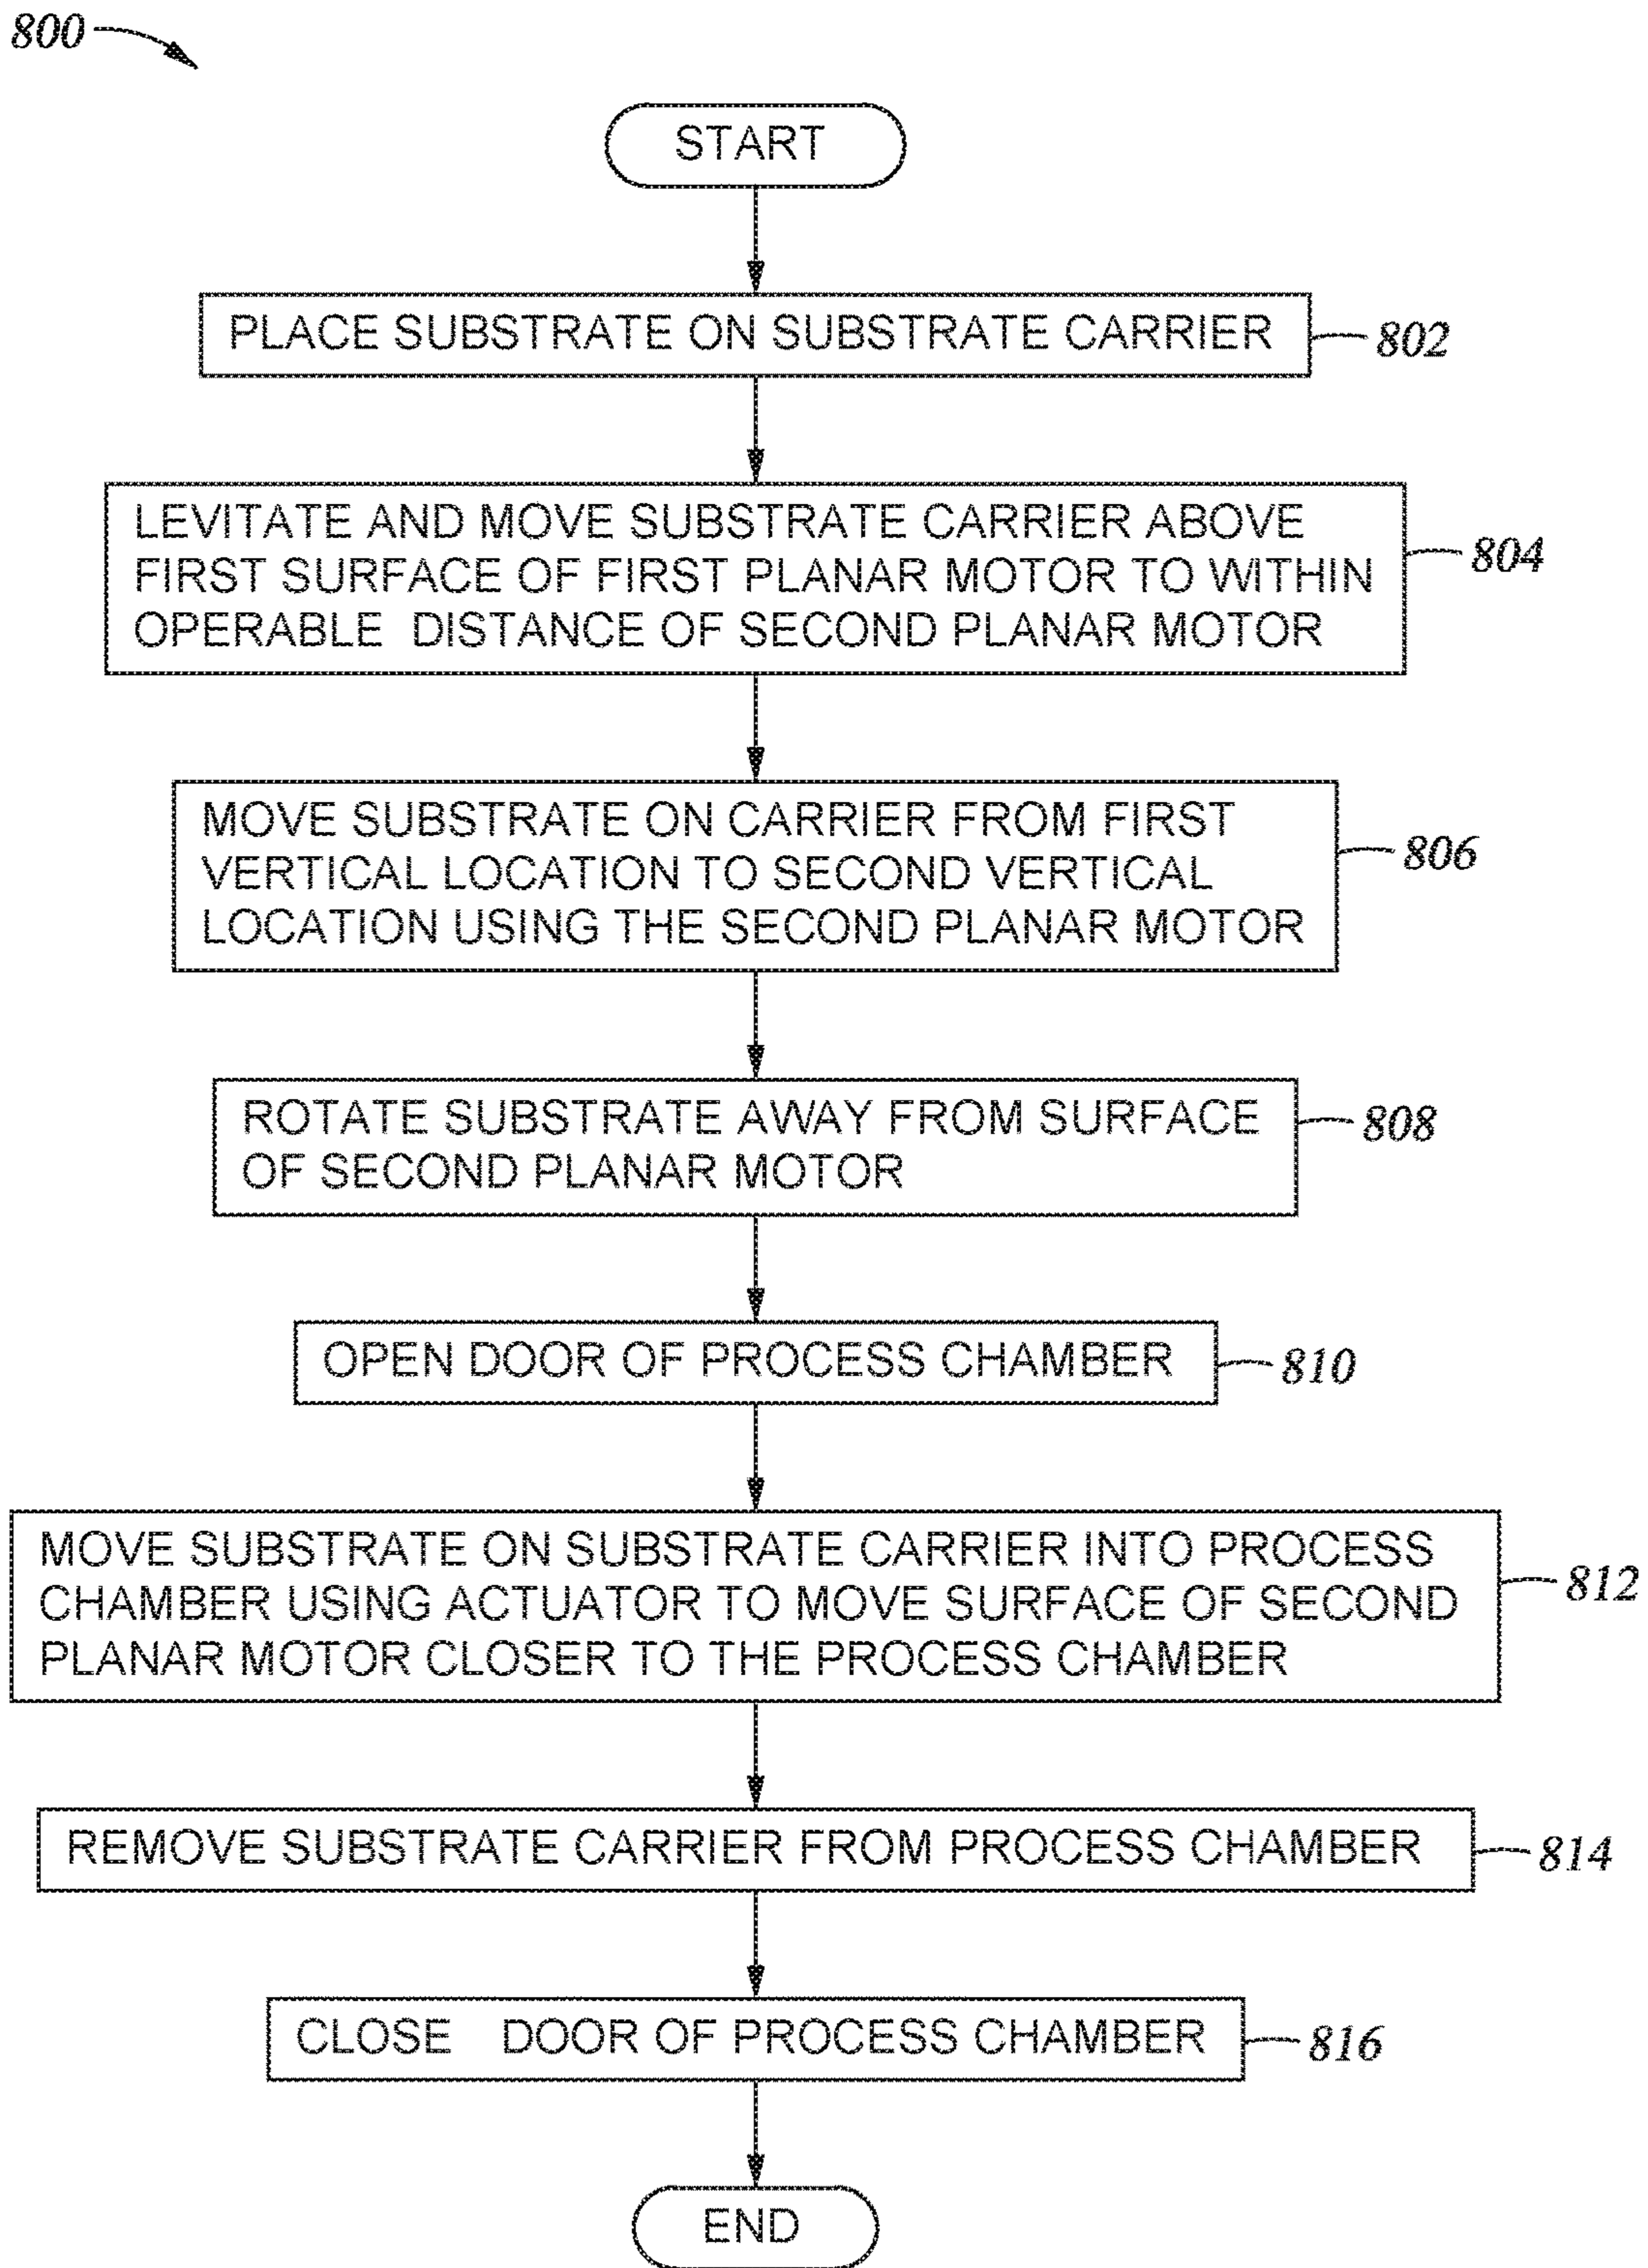 800
START
PLACE SUBSTRATE ON SUBSTRATE CARRIER
802
LEVITATE AND MOVE SUBSTRATE CARRIER ABOVE
FIRST SURFACE OF FIRST PLANAR MOTOR TO WITHIN
OPERABLE DISTANCE OF SECOND PLANAR MOTOR
804
MOVE SUBSTRATE ON CARRIER FROM FIRST
VERTICAL LOCATION TO SECOND VERTICAL
LOCATION USING THE SECOND PLANAR MOTOR
806
ROTATE SUBSTRATE AWAY FROM SURFACE
OF SECOND PLANAR MOTOR
808
OPEN DOOR OF PROCESS CHAMBER
810
MOVE SUBSTRATE ON SUBSTRATE CARRIER INTO PROCESS
CHAMBER USING ACTUATOR TO MOVE SURFACE OF SECOND
PLANAR MOTOR CLOSER TO THE PROCESS CHAMBER
812
REMOVE SUBSTRATE CARRIER FROM PROCESS CHAMBER
814
CLOSE DOOR OF PROCESS CHAMBER
816
END